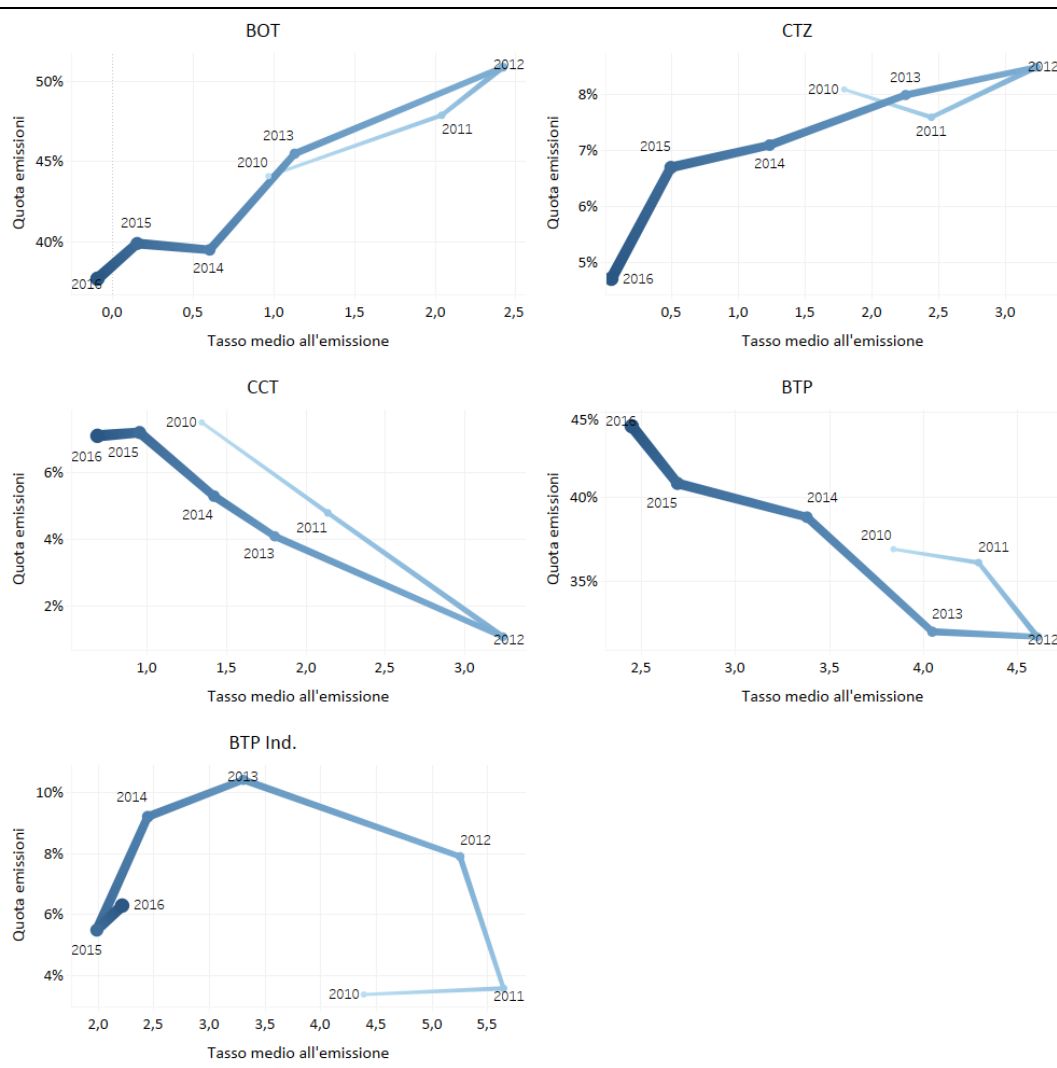 BOT
50%
45%
40%
Quota emissioni
2012
2011
2013
2010
2015
2014
2016
0,0 0,5 1,0 1,5 2,0 2,5
Tasso medio all'emissione
CTZ
8%
7%
6%
5%
Quota emissioni
2012
2013
2010
2011
2015
2014
2016
0,5 1,0 1,5 2,0 2,5 3,0
Tasso medio all'emissione
CCT
6%
4%
2%
Quota emissioni
2010
2016
2015
2014
2011
2013
2012
1,0 1,5 2,0 2,5 3,0
Tasso medio all'emissione
BTP
45%
40%
35%
Quota emissioni
2016
2015
2014
2010
2011
2013
2012
2,5 3,0 3,5 4,0 4,5
Tasso medio all'emissione
BTP Ind.
10%
8%
6%
4%
Quota emissioni
2013
2014
2012
2016
2015
2010
2011
2,0 2,5 3,0 3,5 4,0 4,5 5,0 5,5
Tasso medio all'emissione